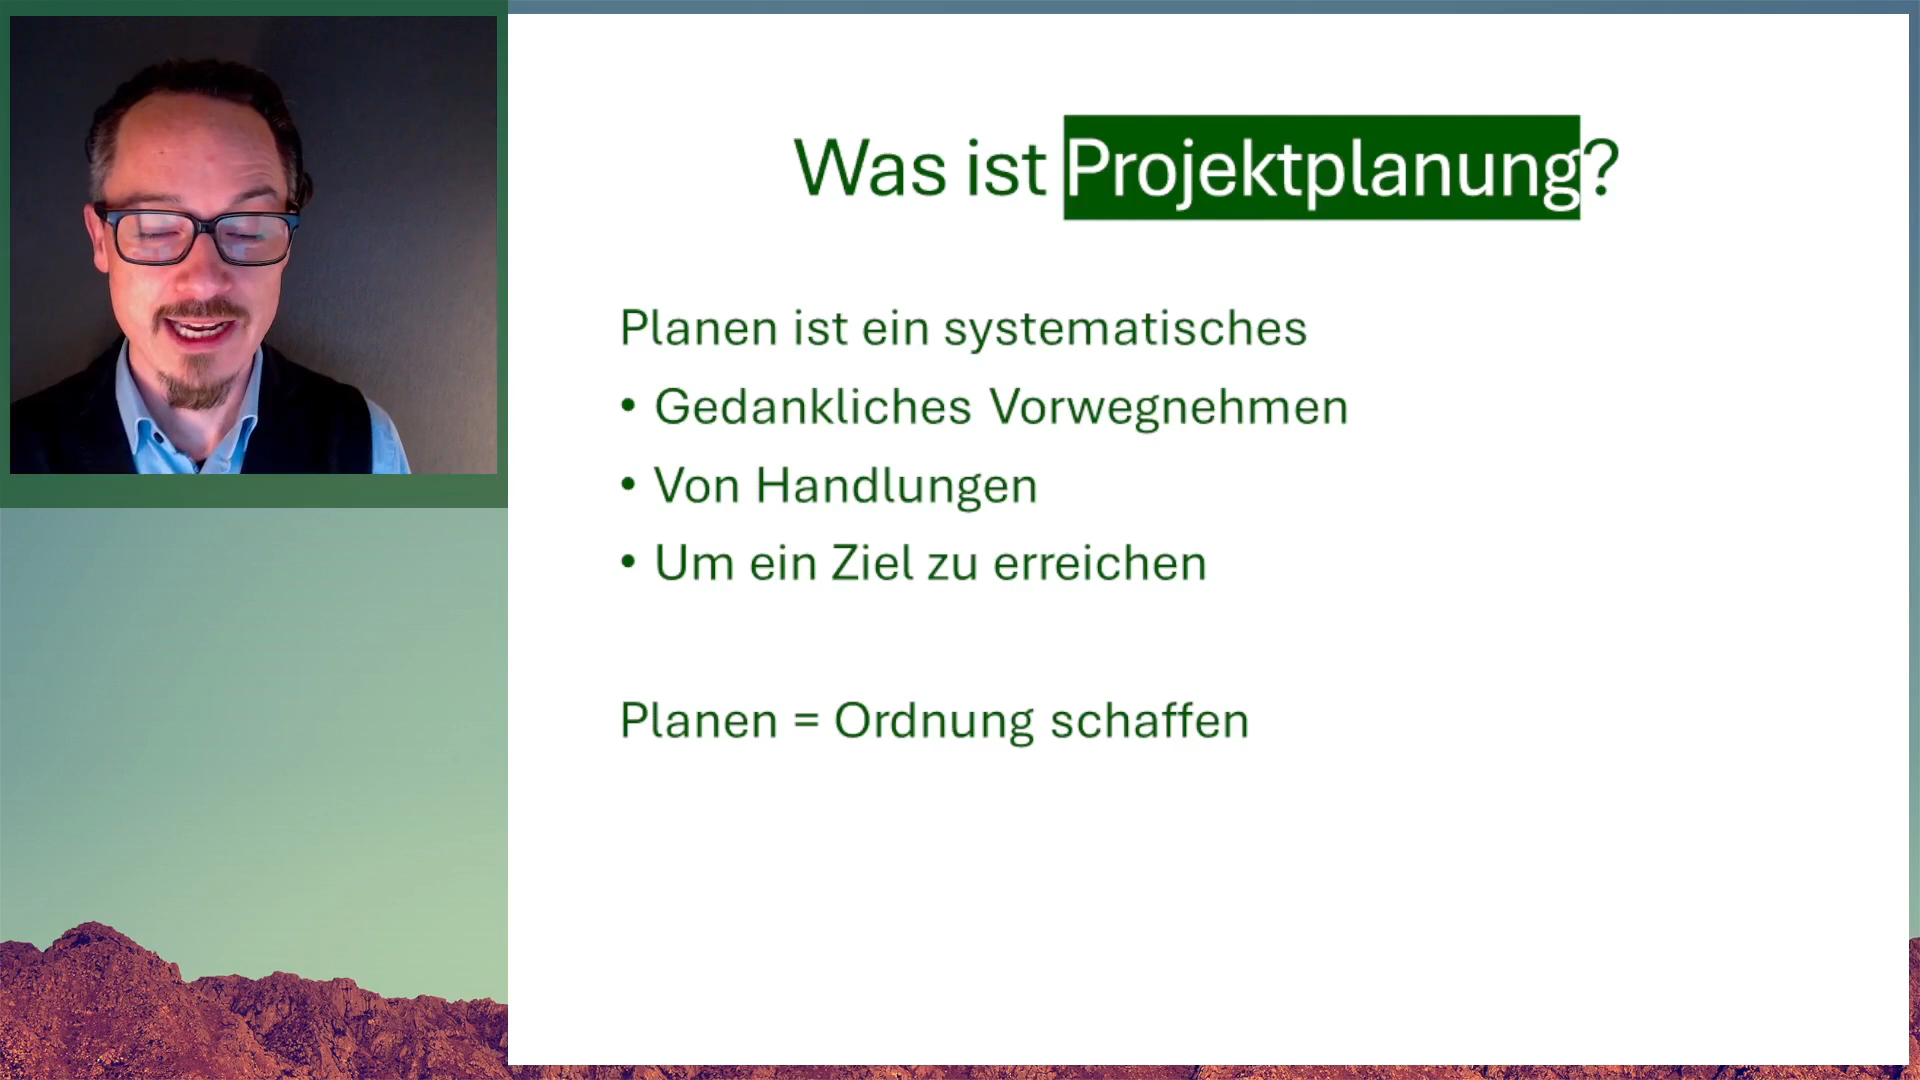 Was ist Projektplanung?
Planen ist ein systematisches
• Gedankliches Vorwegnehmen
• Von Handlungen
• Um ein Ziel zu erreichen
Planen = Ordnung schaffen